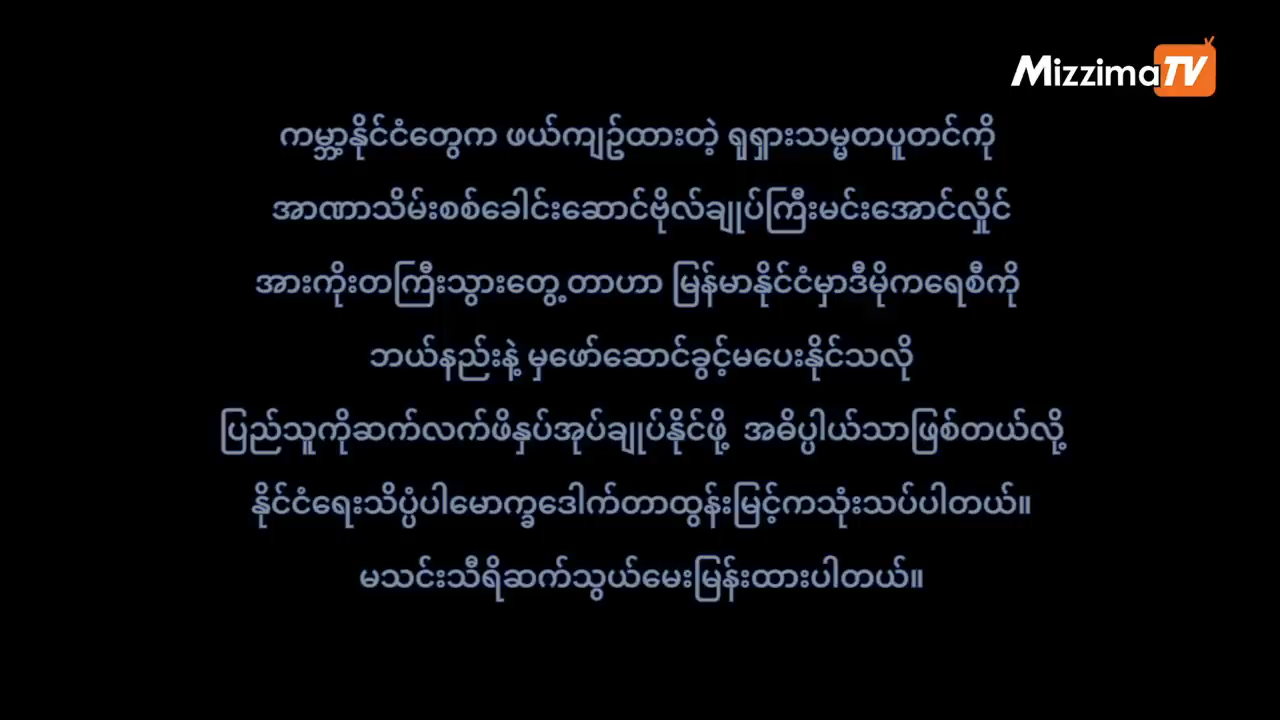 MizzimaTV
ကမ္ဘာ့နိုင်ငံတွေက ဖယ်ကျဥ်ထားတဲ့ ရုရှားသမ္မတပူတင်ကို
အာဏာသိမ်းစစ်ခေါင်းဆောင်ဗိုလ်ချုပ်ကြီးမင်းအောင်လှိုင်
အားကိုးတကြီးသွားတွေ့တာဟာ မြန်မာနိုင်ငံမှာဒီမိုကရေစီကို
ဘယ်နည်းနဲ့ မှဖော်ဆောင်ခွင့်မပေးနိုင်သလို
ပြည်သူကိုဆက်လက်ဖိနှပ်အုပ်ချုပ်နိုင်ဖို့ အဓိပ္ပါယ်သာဖြစ်တယ်လို့
နိုင်ငံရေးသိပ္ပံပါမောက္ခဒေါက်တာထွန်းမြင့်ကသုံးသပ်ပါတယ်။
မသင်းသီရိဆက်သွယ်မေးမြန်းထားပါတယ်။